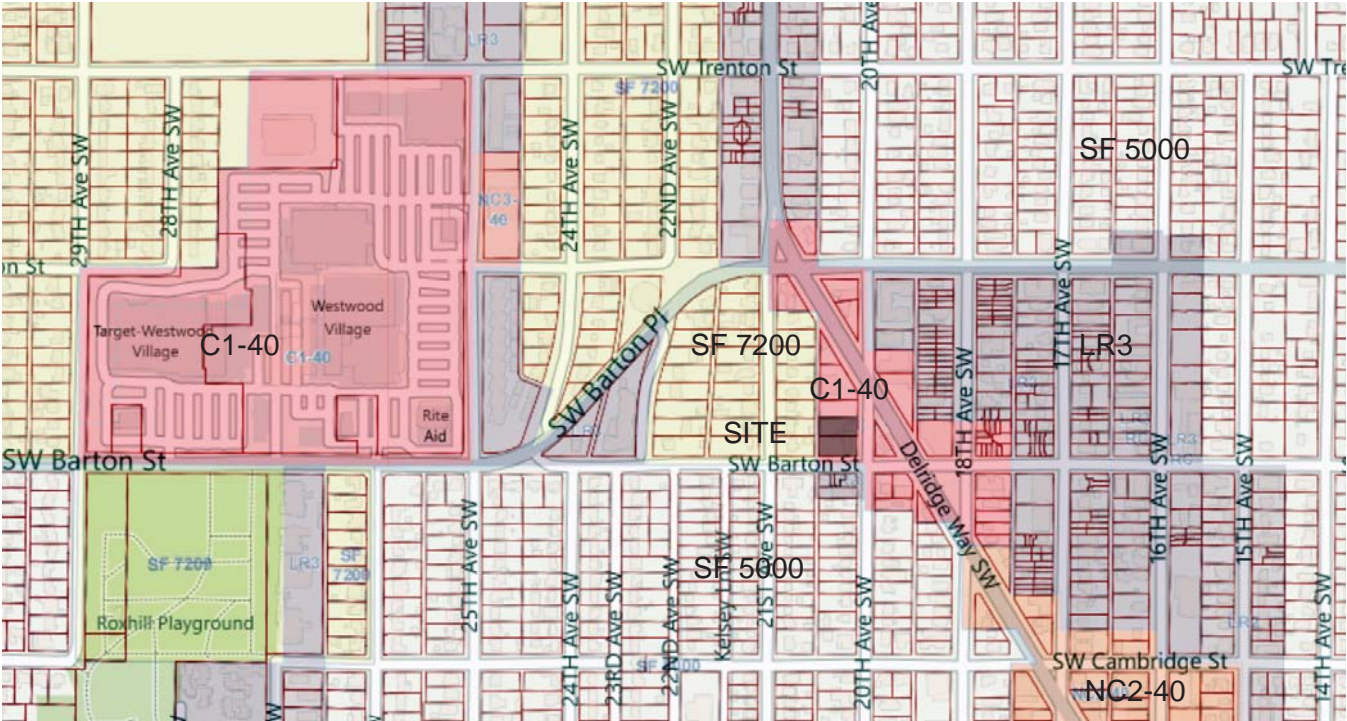 LR3
SW Trenton St
20TH Ave SW
SW Tre
SF 7200
29TH Ave SW
28TH Ave SW
24TH Ave SW
22ND Ave SW
SF 5000
NC3-
40
on St
17TH Ave SW
Westwood
Village
Target-Westwood
Village
C1-40
C1-40
SW Barton Pl
SF 7200
LR3
C1-40
18TH Ave SW
Rite
Aid
SITE
SW Barton St
SW Barton St
Delridge Way SW
16TH Ave SW
15TH Ave SW
LR3
SF 7200
LR3
SF
7200
25TH Ave SW
SF 5000
21ST Ave SW
Roxhill Playground
24TH Ave SW
23RD Ave SW
22ND Ave SW
20TH Ave SW
14TH Ave SW
SW Cambridge St
NC2-40